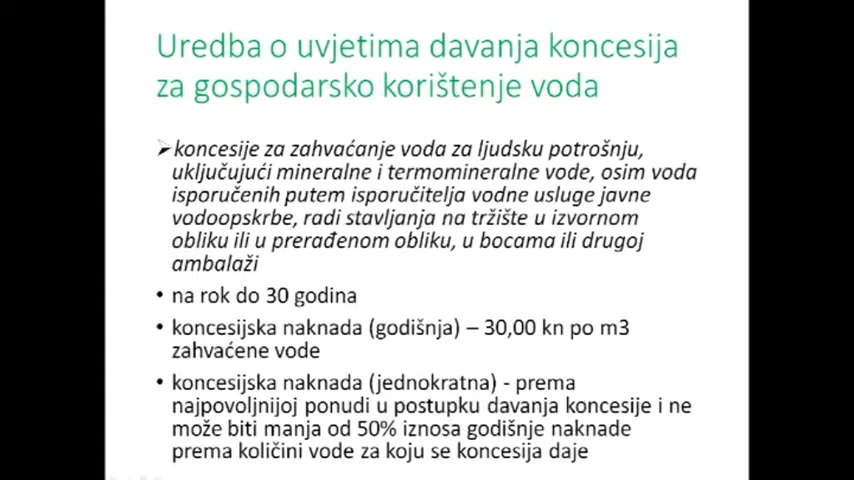 Uredba o uvjetima davanja koncesija
za gospodarsko korištenje voda
➢koncesije za zahvaćanje voda za ljudsku potrošnju,
uključujući mineralne i termomineralne vode, osim voda
isporučenih putem isporučitelja vodne usluge javne
vodoopskrbe, radi stavljanja na tržište u izvornom
obliku ili u prerađenom obliku, u bocama ili drugoj
ambalaži
• na rok do 30 godina
• koncesijska naknada (godišnja) – 30,00 kn po m3
zahvaćene vode
• koncesijska naknada (jednokratna) - prema
najpovoljnijoj ponudi u postupku davanja koncesije i ne
može biti manja od 50% iznosa godišnje naknade
prema količini vode za koju se koncesija daje